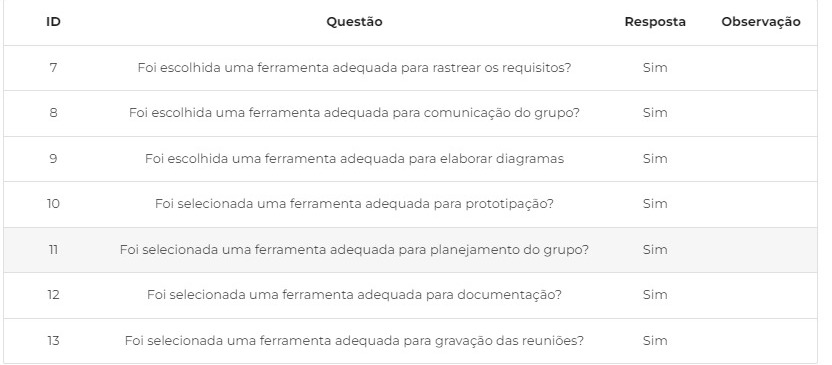 ID Questão Resposta Observação
7 Foi escolhida uma ferramenta adequada para rastrear os requisitos? Sim
8 Foi escolhida uma ferramenta adequada para comunicação do grupo? Sim
9 Foi escolhida uma ferramenta adequada para elaborar diagramas Sim
10 Foi selecionada uma ferramenta adequada para prototipação? Sim
11 Foi selecionada uma ferramenta adequada para planejamento do grupo? Sim
12 Foi selecionada uma ferramenta adequada para documentação? Sim
13 Foi selecionada uma ferramenta adequada para gravação das reuniões? Sim